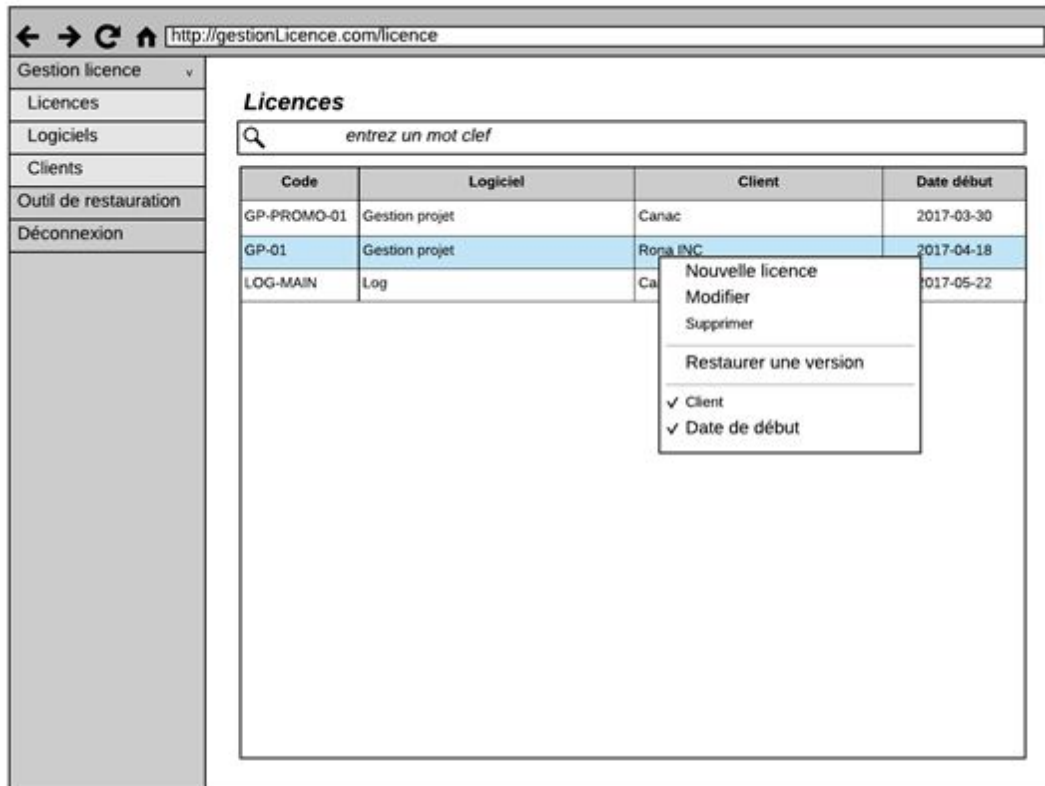 http://gestionLicence.com/licence
Gestion licence v
Licences
Logiciels
Clients
Outil de restauration
Déconnexion
Licences
entrez un mot clef
Code Logiciel Client Date début
GP-PROMO-01 Gestion projet Canac 2017-03-30
GP-01 Gestion projet Rona INC 2017-04-18
LOG-MAIN Log Ca 2017-05-22
Nouvelle licence
Modifier
Supprimer
Restaurer une version
✓ Client
✓ Date de début